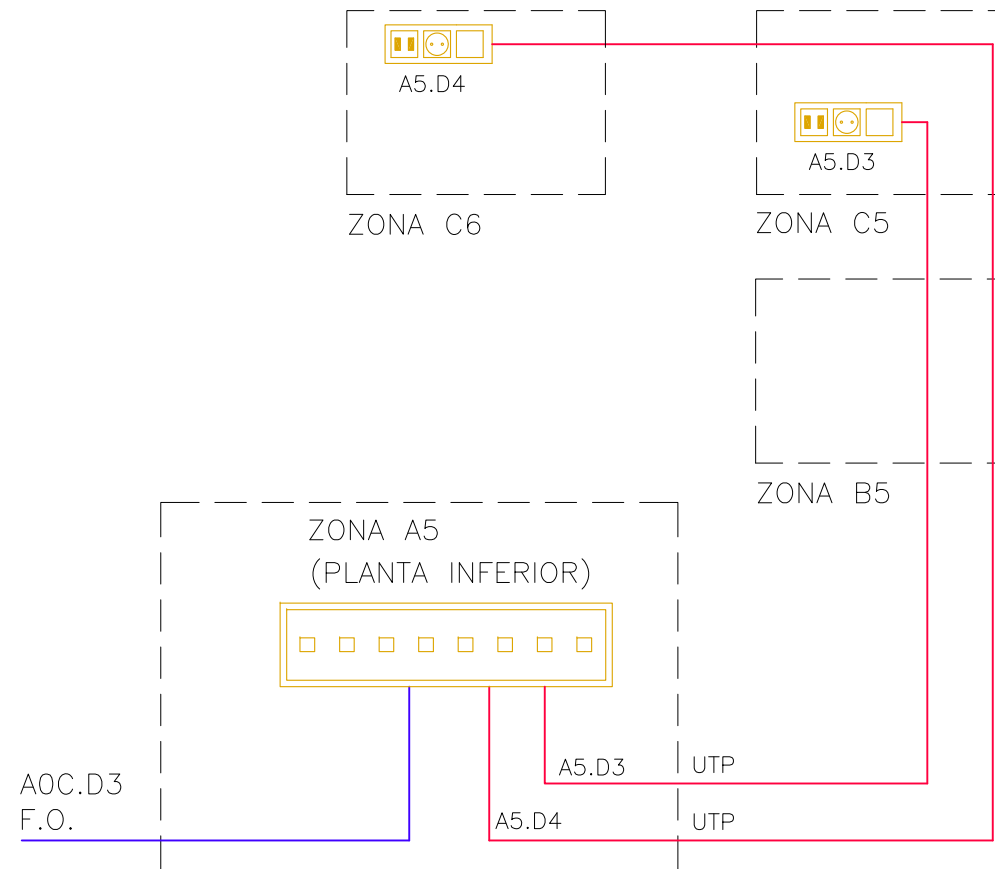 A5.D4
A5.D3
ZONA C6
ZONA C5
ZONA B5
ZONA A5
(PLANTA INFERIOR)
A5.D3
UTP
A0C.D3
F.O.
A5.D4
UTP